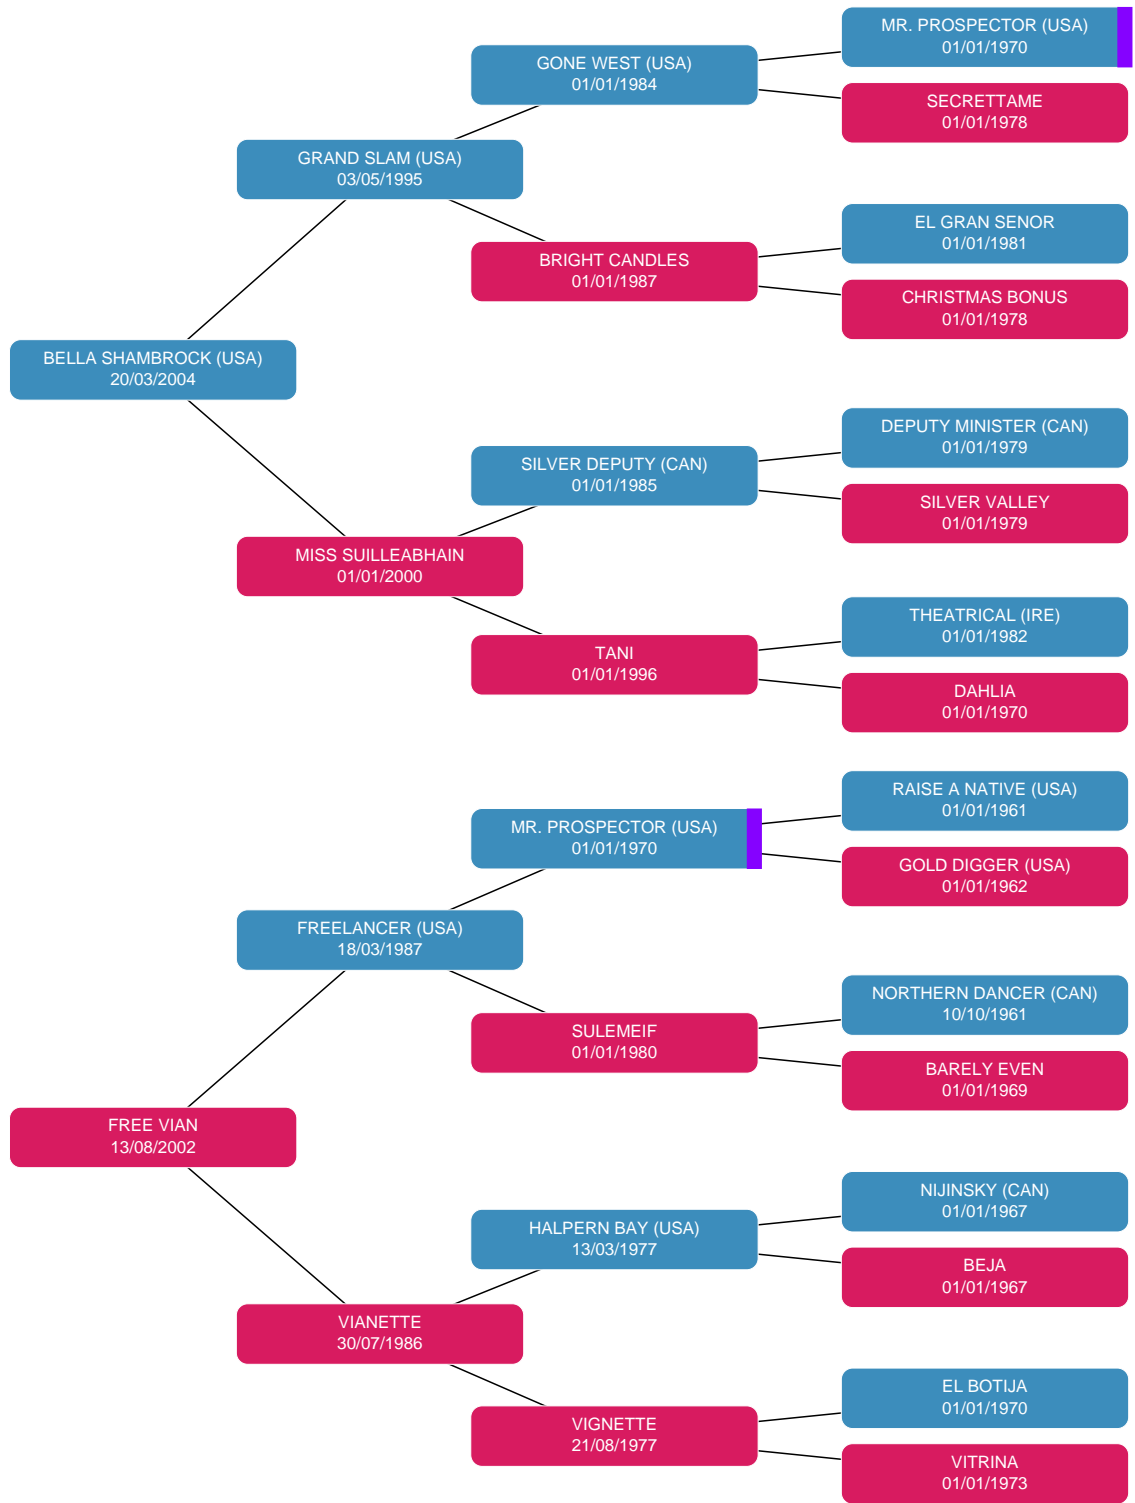 MR. PROSPECTOR (USA)
01/01/1970
GONE WEST (USA)
01/01/1984
SECRETTAME
01/01/1978
GRAND SLAM (USA)
03/05/1995
EL GRAN SENOR
01/01/1981
BRIGHT CANDLES
01/01/1987
CHRISTMAS BONUS
01/01/1978
BELLA SHAMBROCK (USA)
20/03/2004
DEPUTY MINISTER (CAN)
01/01/1979
SILVER DEPUTY (CAN)
01/01/1985
SILVER VALLEY
01/01/1979
MISS SUILLEABHAIN
01/01/2000
THEATRICAL (IRE)
01/01/1982
TANI
01/01/1996
DAHLIA
01/01/1970
RAISE A NATIVE (USA)
01/01/1961
MR. PROSPECTOR (USA)
01/01/1970
GOLD DIGGER (USA)
01/01/1962
FREELANCER (USA)
18/03/1987
NORTHERN DANCER (CAN)
10/10/1961
SULEMEIF
01/01/1980
BARELY EVEN
01/01/1969
FREE VIAN
13/08/2002
NIJINSKY (CAN)
01/01/1967
HALPERN BAY (USA)
13/03/1977
BEJA
01/01/1967
VIANETTE
30/07/1986
EL BOTIJA
01/01/1970
VIGNETTE
21/08/1977
VITRINA
01/01/1973